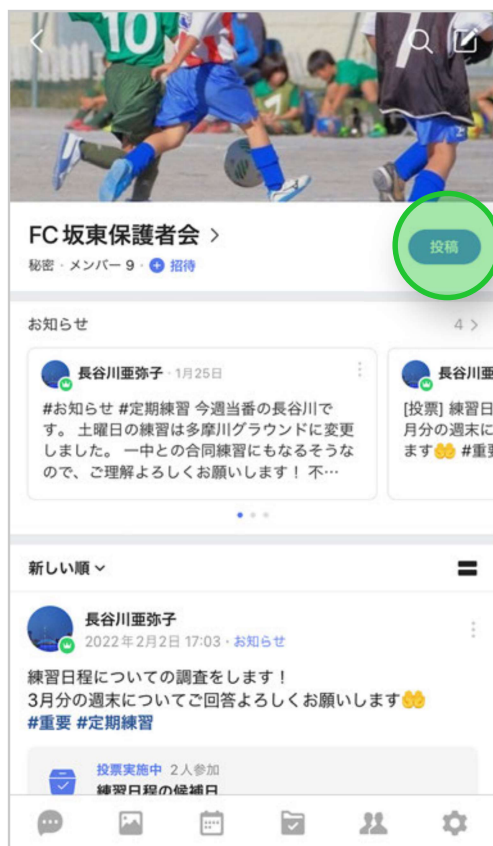 10
7
FC坂東保護者会 >
投稿
秘密・メンバー 9・招待
お知らせ
4 >
長谷川亜弥子・1月25日
#お知らせ #定期練習 今週当番の長谷川で
す。 土曜日の練習は多摩川グラウンドに変更
しました。 一中との合同練習にもなるそうな
ので、ご理解よろしくお願いします！ 不…
長谷川亜
[投票] 練習日
月分の週末に
ます🤲 #重要
新しい順
長谷川亜弥子
2022年2月2日 17:03・お知らせ
練習日程についての調査をします！
3月分の週末についてご回答よろしくお願いします🤲
#重要 #定期練習
投票実施中 2人参加
練習日程の候補日